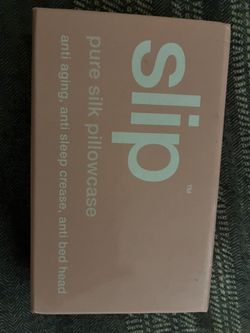 slip™
pure silk pillowcase
anti aging, anti sleep crease, anti bed head